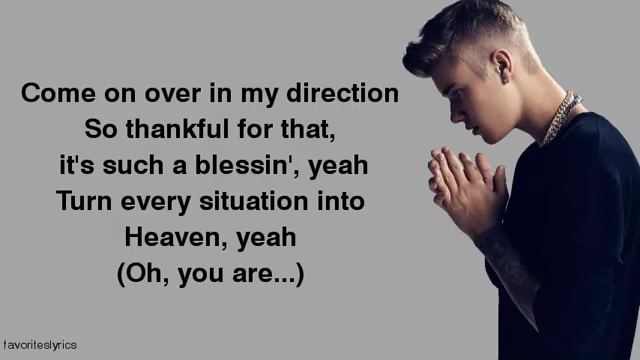 Come on over in my direction
So thankful for that,
it's such a blessin', yeah
Turn every situation into
Heaven, yeah
(Oh, you are...)
favoriteslyrics